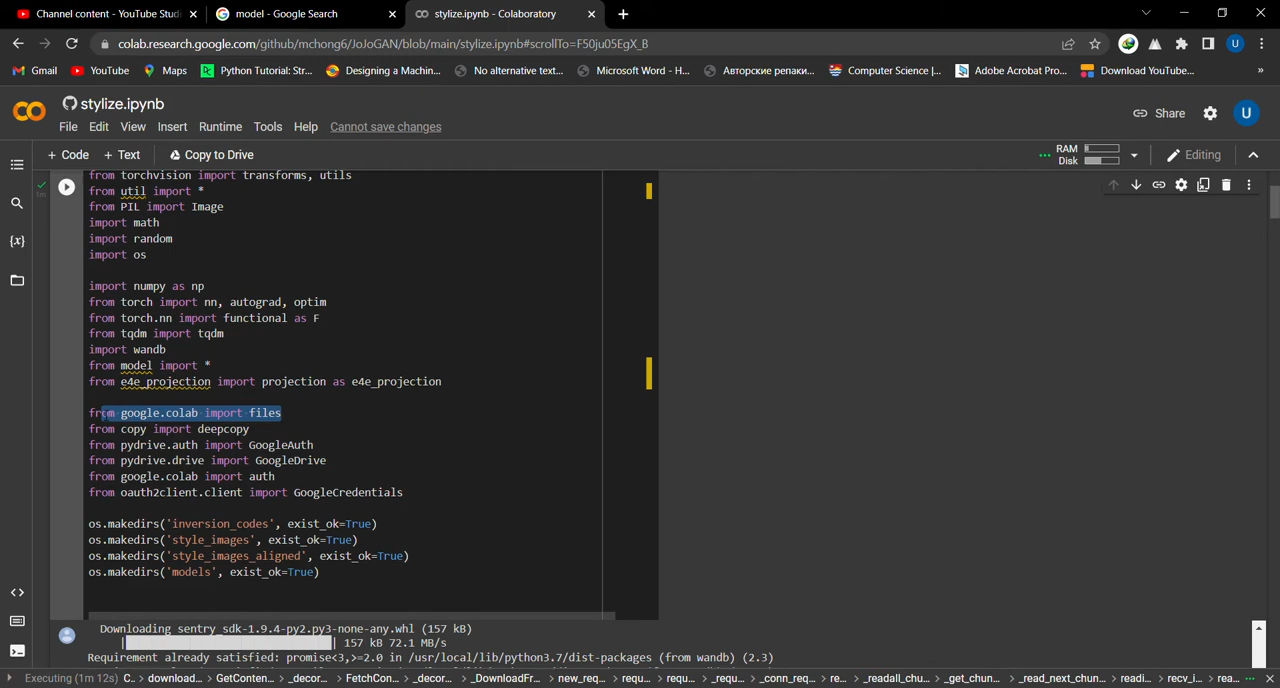 Channel content - YouTube Stud
model - Google Search
stylize.ipynb - Colaboratory
colab.research.google.com/github/mchong6/JoJoGAN/blob/main/stylize.ipynb#scrollTo=F50ju05EgX_B
U
Gmail
YouTube
Maps
Python Tutorial: Str...
Designing a Machin...
No alternative text...
Microsoft Word - H...
Авторские репаки...
Computer Science |...
Adobe Acrobat Pro...
Download YouTube...
»
stylize.ipynb
File Edit View Insert Runtime Tools Help Cannot save changes
Share
U
+ Code + Text Copy to Drive
RAM
Disk
Editing
1m
from torchvision import transforms, utils
from util import *
from PIL import Image
import math
import random
import os
import numpy as np
from torch import nn, autograd, optim
from torch.nn import functional as F
from tqdm import tqdm
import wandb
from model import *
from e4e_projection import projection as e4e_projection
from google.colab import files
from copy import deepcopy
from pydrive.auth import GoogleAuth
from pydrive.drive import GoogleDrive
from google.colab import auth
from oauth2client.client import GoogleCredentials
os.makedirs('inversion_codes', exist_ok=True)
os.makedirs('style_images', exist_ok=True)
os.makedirs('style_images_aligned', exist_ok=True)
os.makedirs('models', exist_ok=True)
Downloading sentry_sdk-1.9.4-py2.py3-none-any.whl (157 kB)
| | 157 kB 72.1 MB/s
Requirement already satisfied: promise<3,>=2.0 in /usr/local/lib/python3.7/dist-packages (from wandb) (2.3)
Executing (1m 12s) C.. > download... > GetConten... > _decor... > FetchCon... > _decor... > _DownloadFr... > new_req... > requ... > requ... > _requ... > _conn_req... > re... > _readall_chu... > _get_chun... > _read_next_chun... > readi... > recv_i... > rea... ...